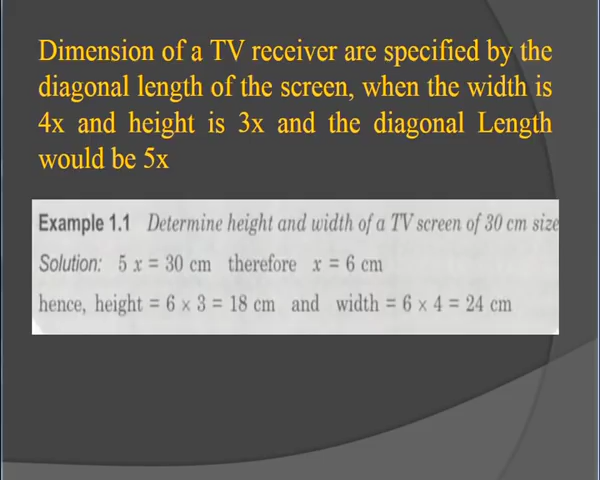 Dimension of a TV receiver are specified by the
diagonal length of the screen, when the width is
4x and height is 3x and the diagonal Length
would be 5x
Example 1.1 Determine height and width of a TV screen of 30 cm size
Solution: 5 x = 30 cm therefore x = 6 cm
hence, height = 6 × 3 = 18 cm and width = 6 × 4 = 24 cm